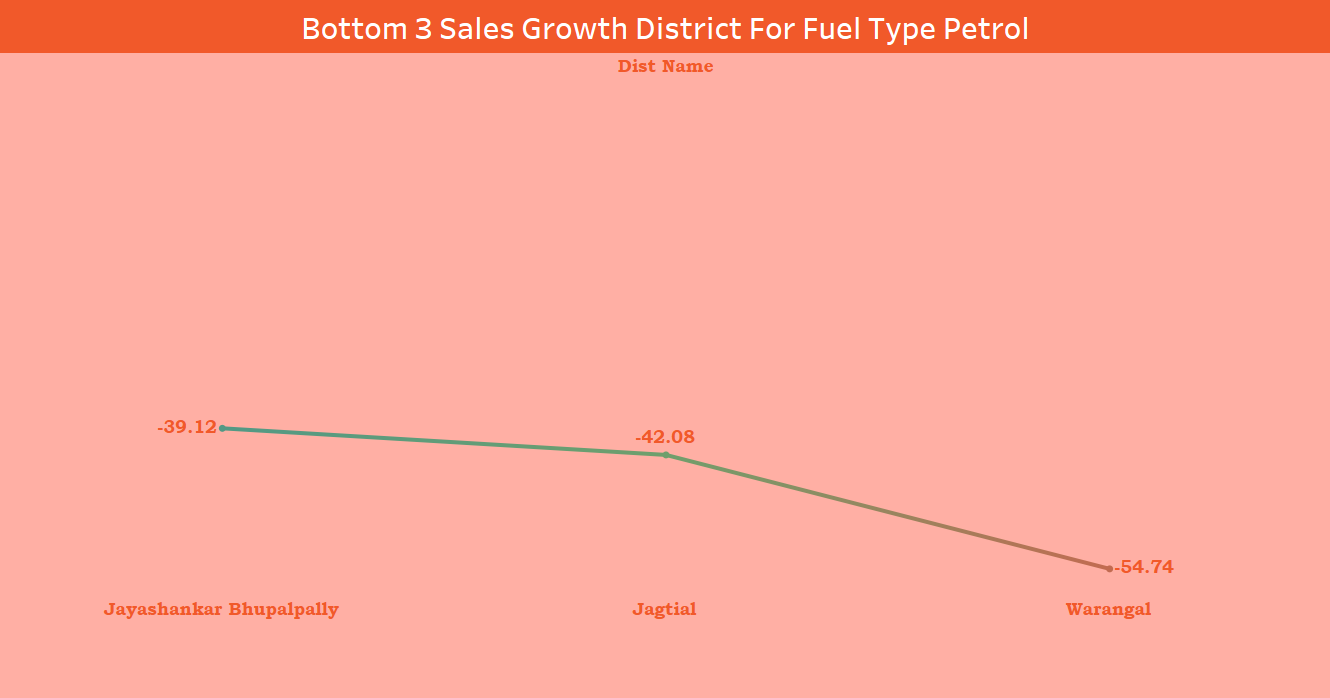 Bottom 3 Sales Growth District For Fuel Type Petrol
Dist Name
-39.12
-42.08
-54.74
Jayashankar Bhupalpally
Jagtial
Warangal